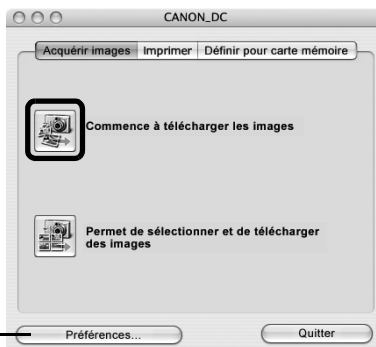 CANON_DC
Acquérir images Imprimer Définir pour carte mémoire
Commence à télécharger les images
Permet de sélectionner et de télécharger
des images
Préférences... Quitter